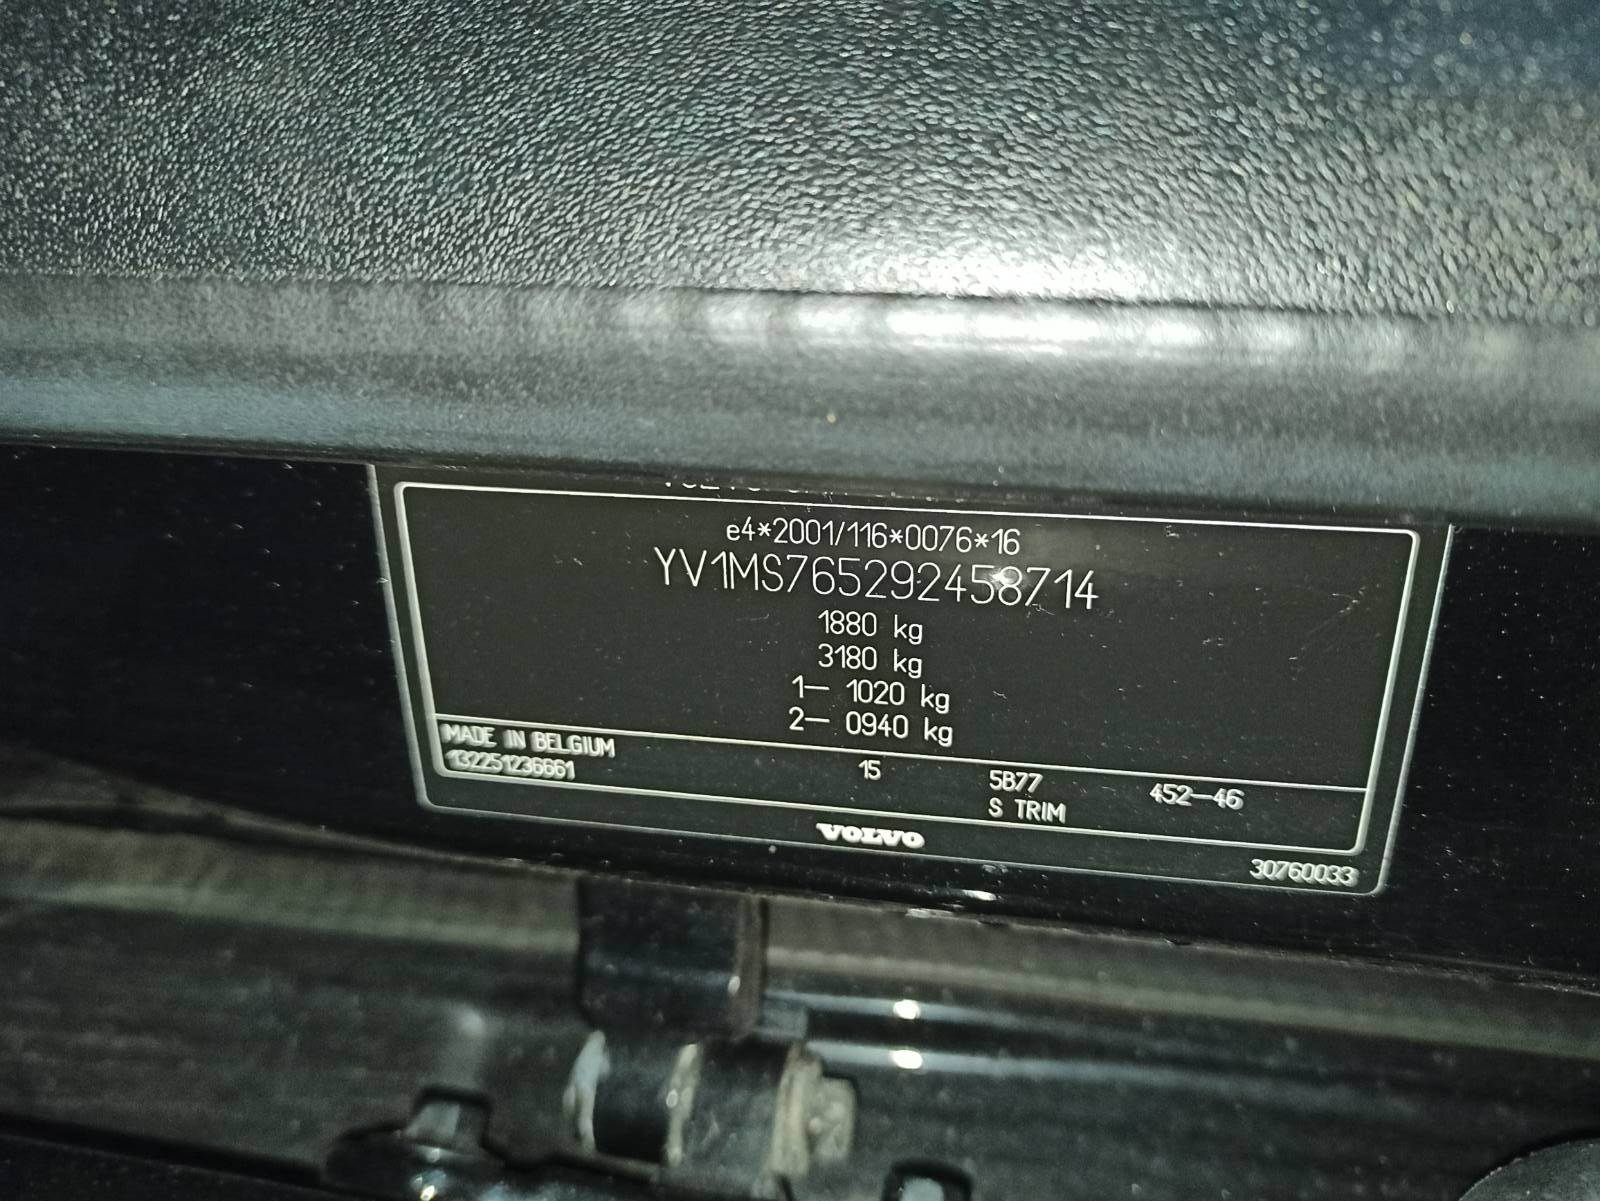 e4*2001/116*0076*16
YV1MS765292458714
1880 kg
3180 kg
1— 1020 kg
2— 0940 kg
MADE IN BELGIUM
132251236661
15
5B77
S TRIM
452—46
VOLVO
30760033